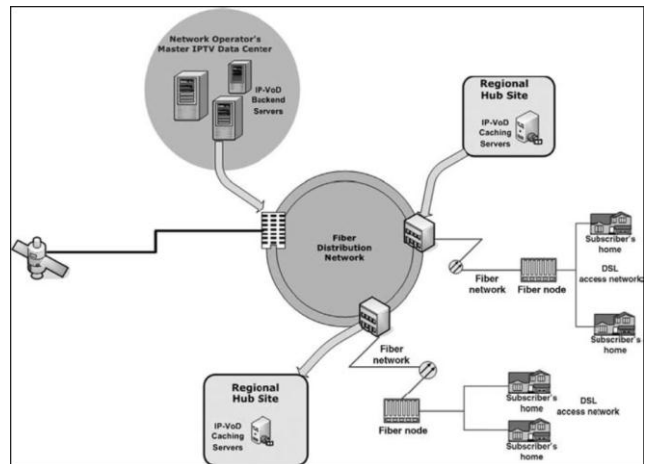 Network Operator's
Master IPTV Data Center
IP-VoD
Backend
Servers
Regional
Hub Site
IP-VoD
Caching
Servers
Fiber
Distribution
Network
Subscriber's
home
Fiber
network
Fiber node
DSL
access network
Subscriber's
home
Fiber
network
Regional
Hub Site
IP-VoD
Caching
Servers
Fiber node
Subscriber's
home
DSL
access network
Subscriber's
home